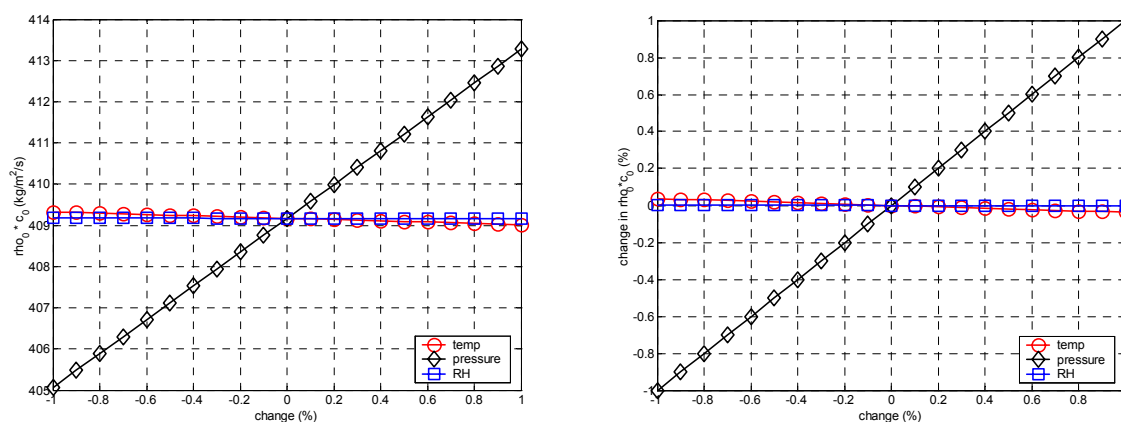 414
413
412
411
410
409
408
407
406
405
rho0 * c0 (kg/m2/s)
-1 -0.8 -0.6 -0.4 -0.2 0 0.2 0.4 0.6 0.8 1
change (%)
temp
pressure
RH
1
0.8
0.6
0.4
0.2
0
-0.2
-0.4
-0.6
-0.8
-1
change in rho0*c0 (%)
-1 -0.8 -0.6 -0.4 -0.2 0 0.2 0.4 0.6 0.8 1
change (%)
temp
pressure
RH